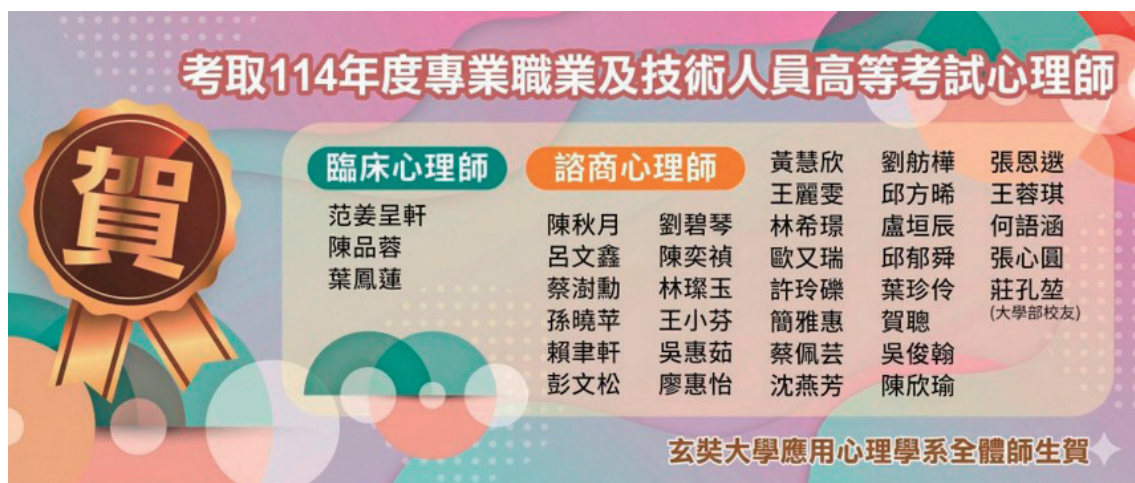 考取114年度專業職業及技術人員高等考試心理師
賀
臨床心理師
范姜呈軒
陳品蓉
葉鳳蓮
諮商心理師
陳秋月
呂文鑫
蔡澍勳
孫曉苹
賴聿軒
彭文松
劉碧琴
陳奕禎
林璨玉
王小芬
吳惠茹
廖惠怡
黃慧欣
王麗雯
林希璟
歐又瑞
許玲礫
簡雅惠
蔡佩芸
沈燕芳
劉舫樺
邱方晞
盧垣辰
邱郁舜
葉珍伶
賀聰
吳俊翰
陳欣瑜
張恩遨
王蓉琪
何語涵
張心圓
莊孔堃
(大學部校友)
玄奘大學應用心理學系全體師生賀